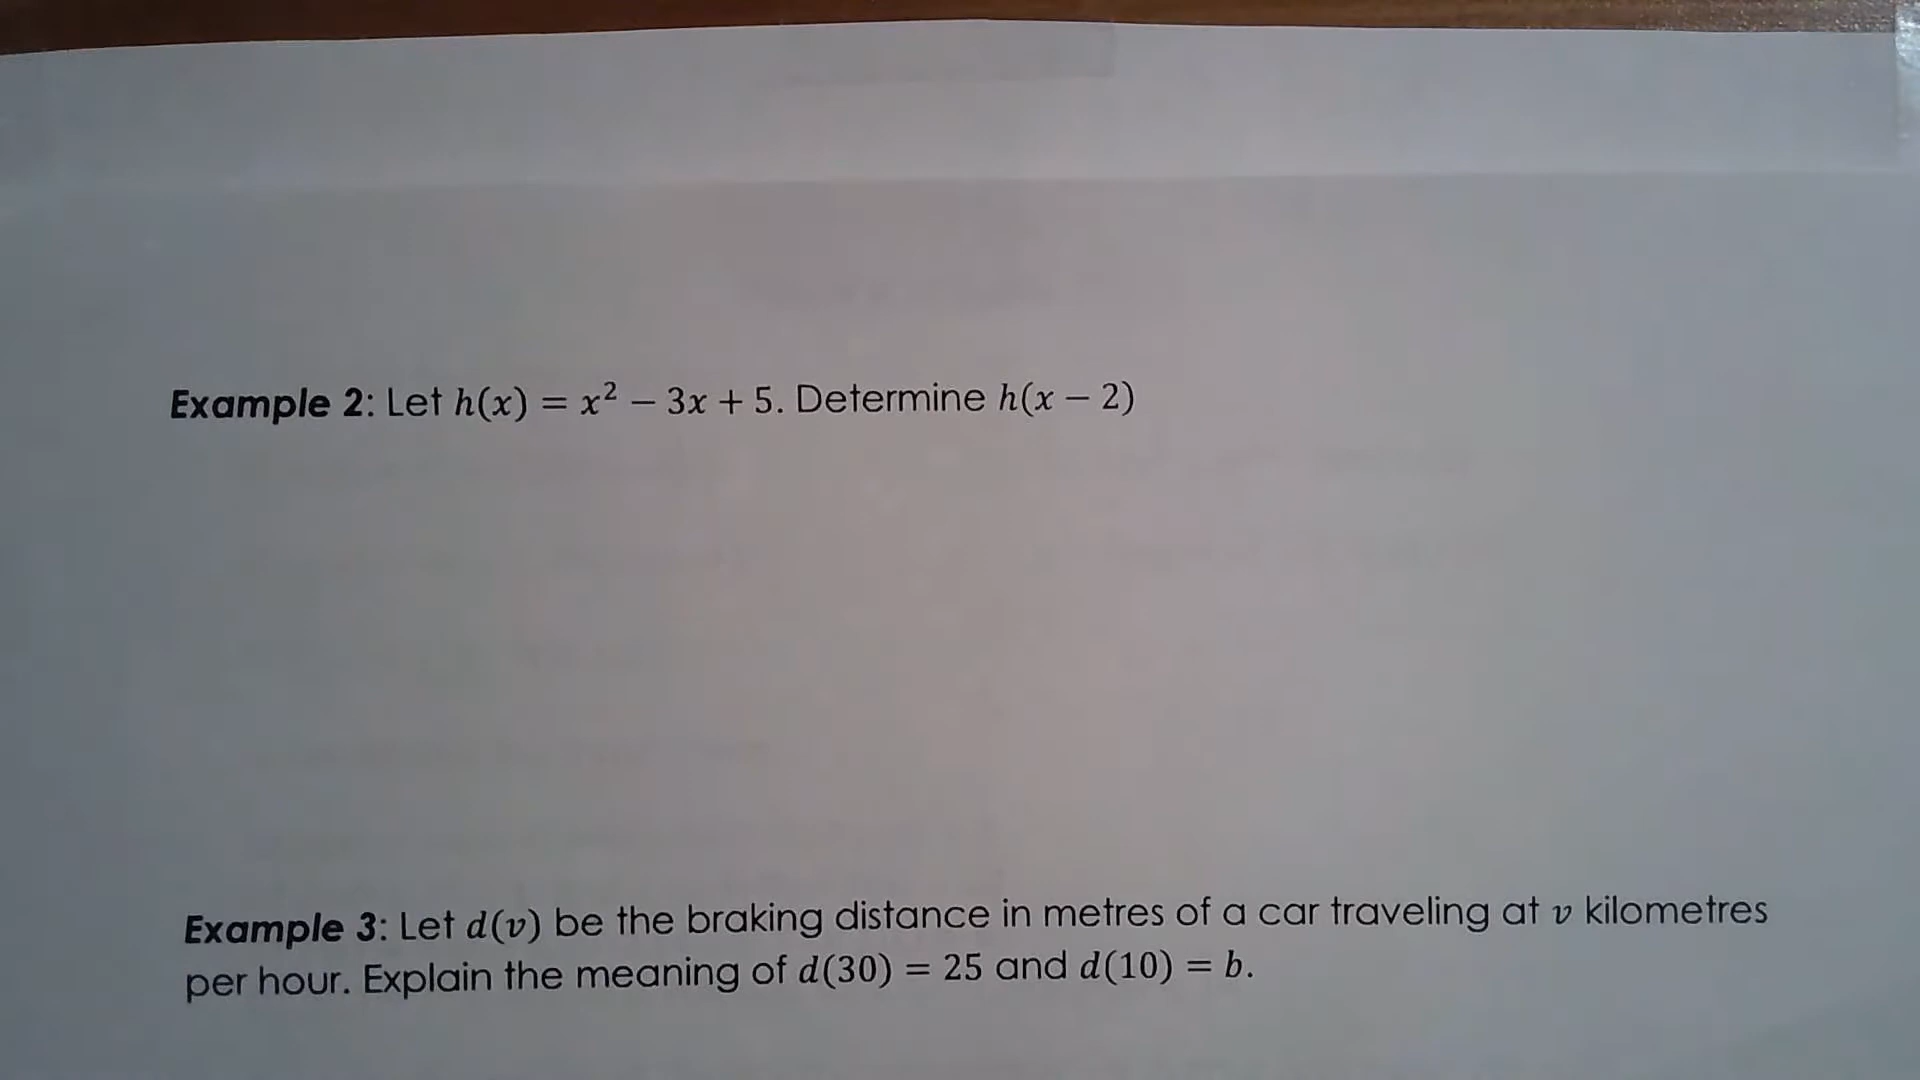 Example 2: Let h(x) = x² − 3x + 5. Determine h(x − 2)
Example 3: Let d(v) be the braking distance in metres of a car traveling at v kilometres
per hour. Explain the meaning of d(30) = 25 and d(10) = b.